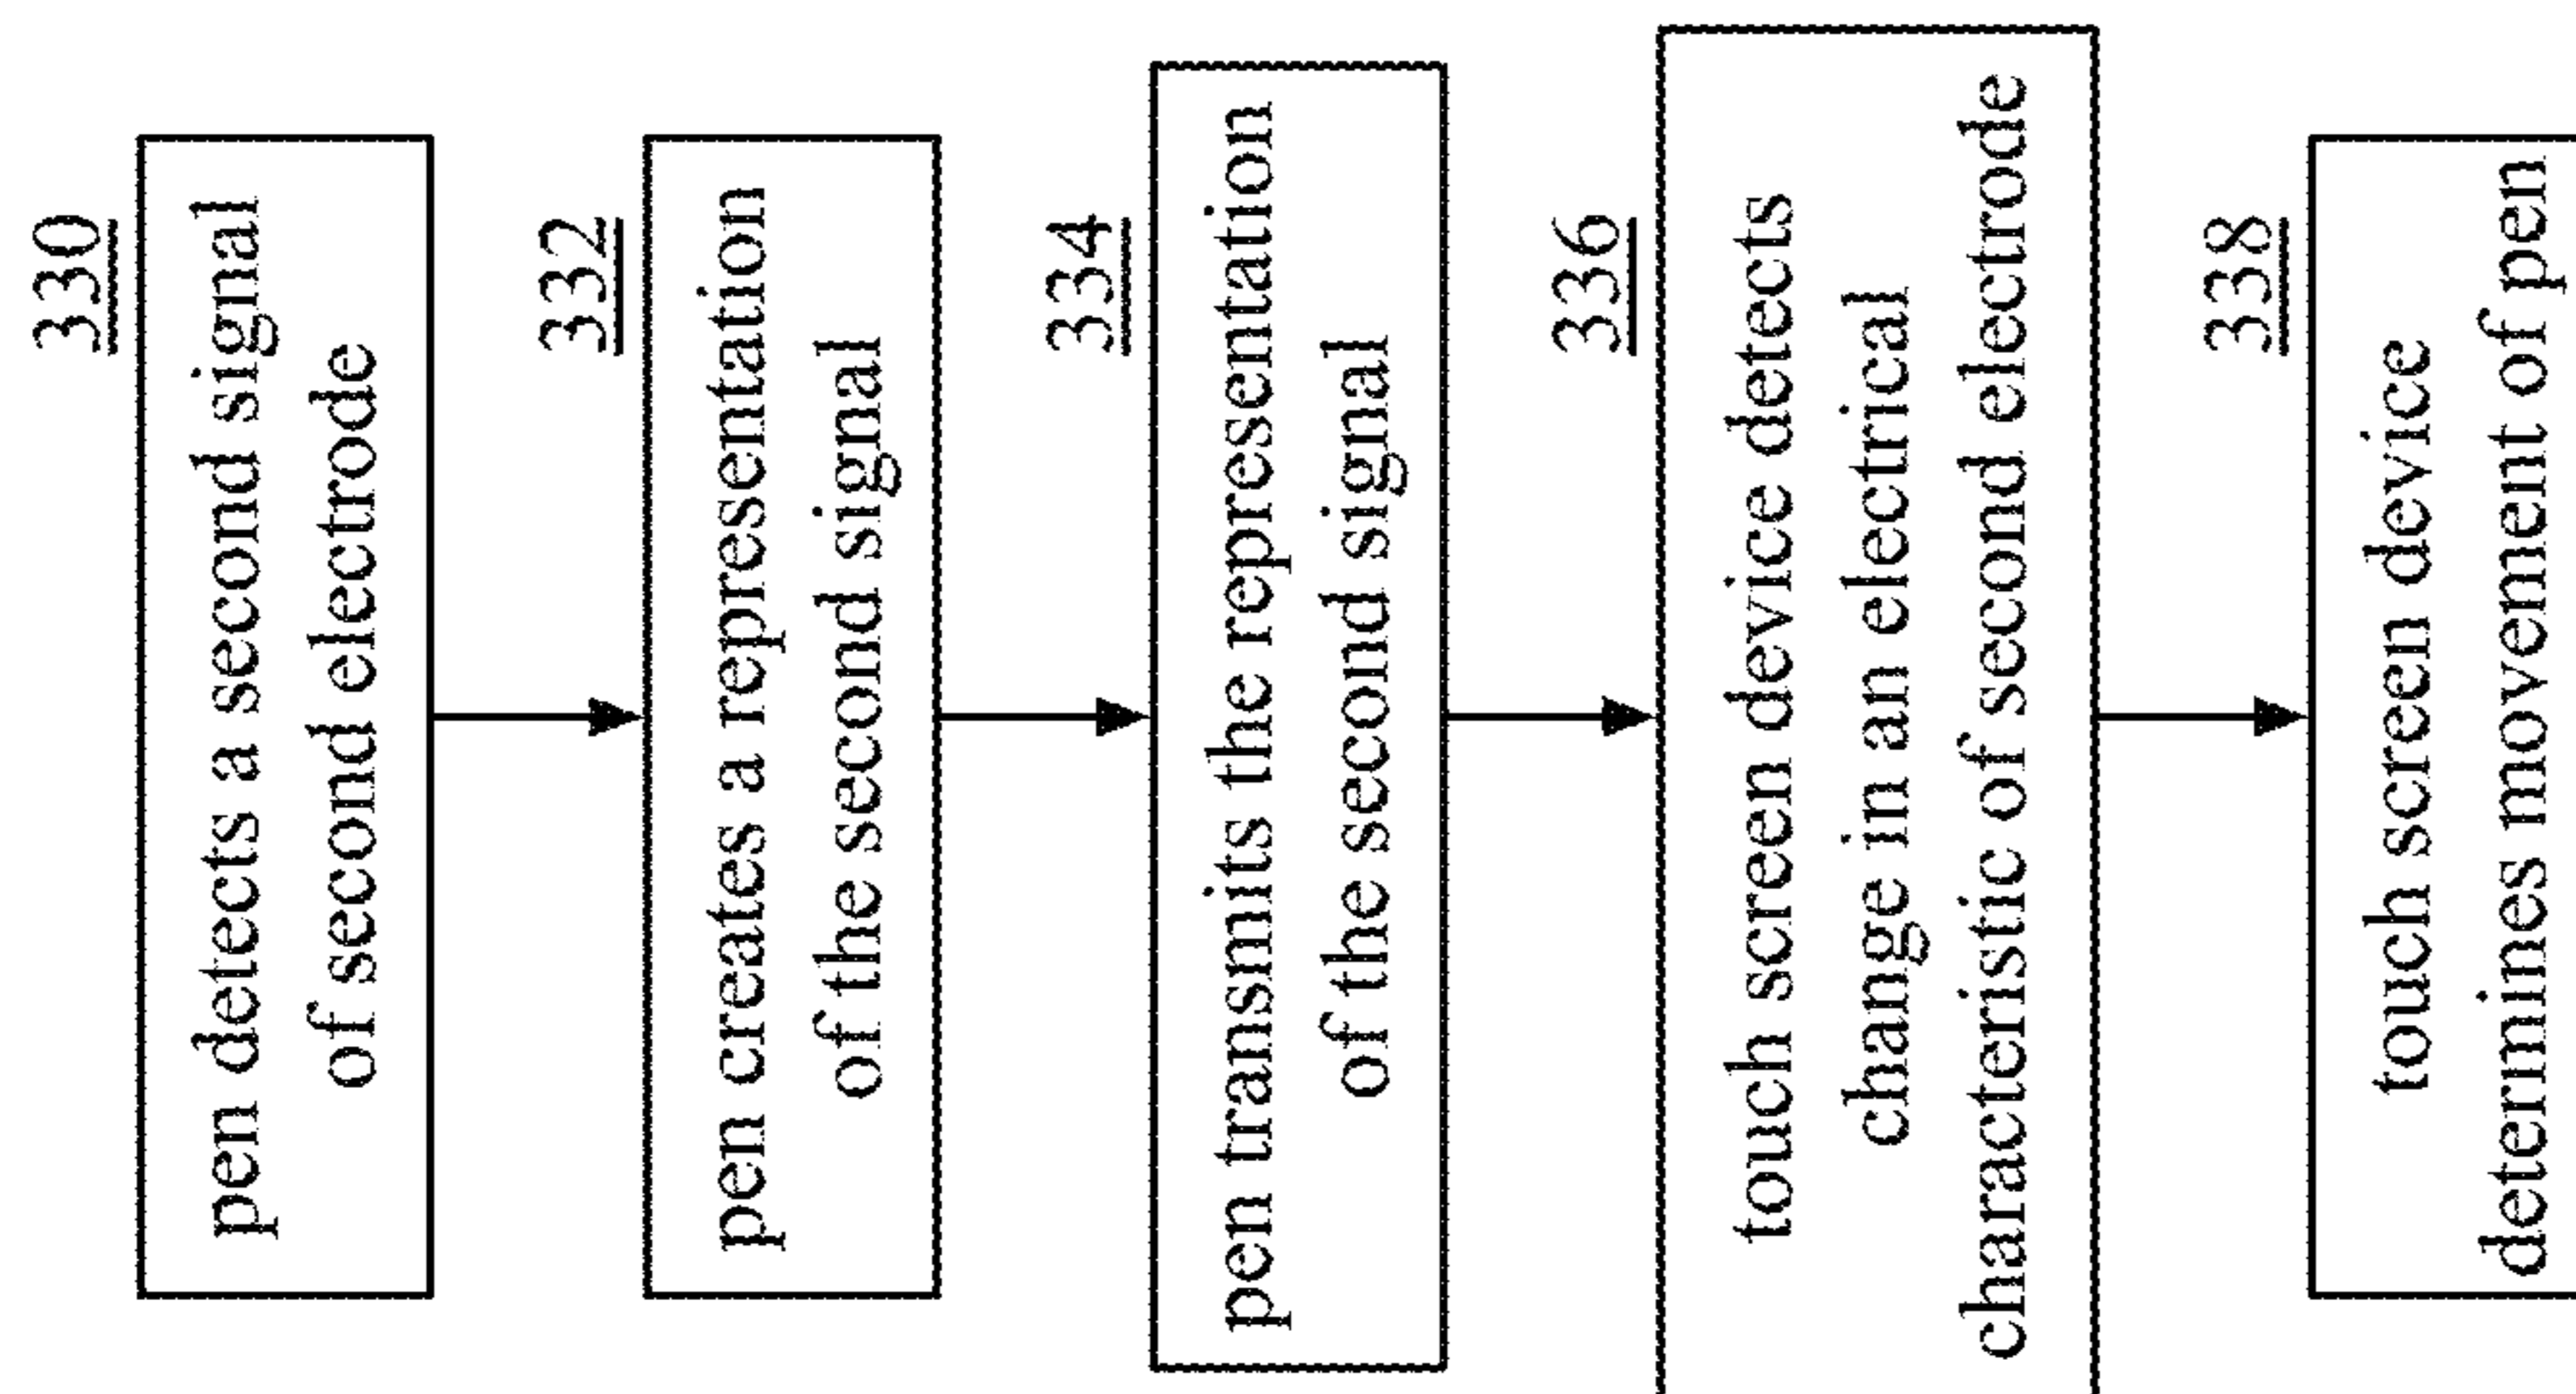 330
pen detects a second signal
of second electrode
332
pen creates a representation
of the second signal
334
pen transmits the representation
of the second signal
336
touch screen device detects
change in an electrical
characteristic of second electrode
338
touch screen device
determines movement of pen